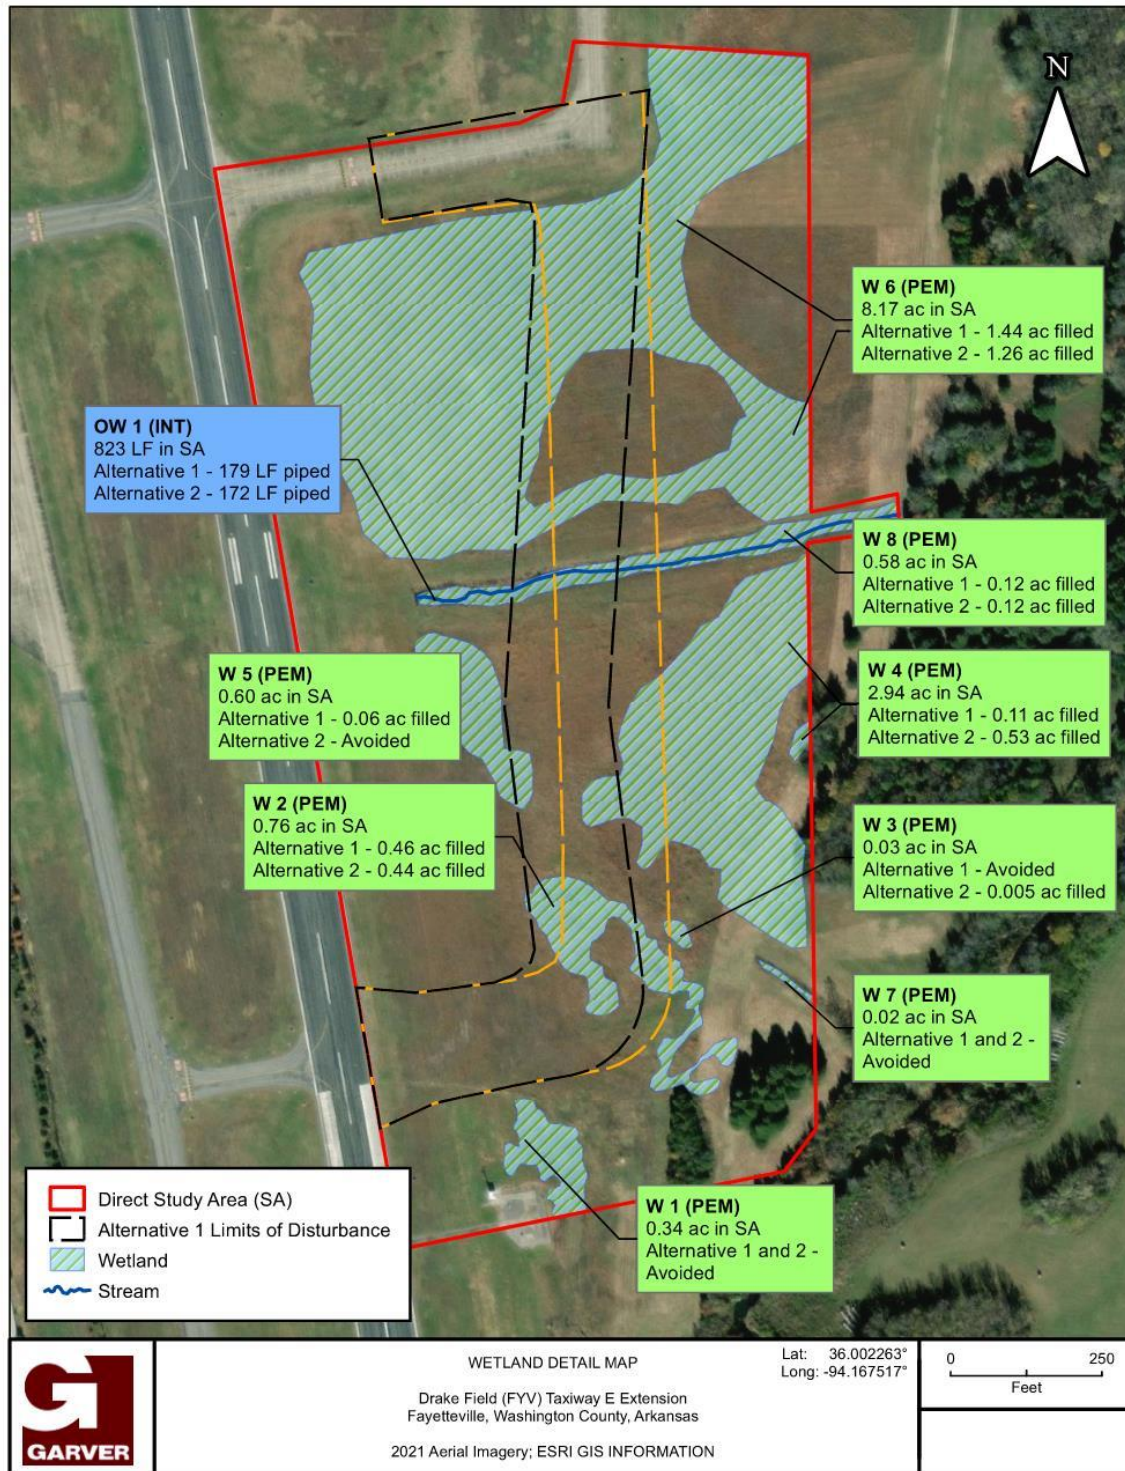 N
W 6 (PEM)
8.17 ac in SA
Alternative 1 - 1.44 ac filled
Alternative 2 - 1.26 ac filled
OW 1 (INT)
823 LF in SA
Alternative 1 - 179 LF piped
Alternative 2 - 172 LF piped
W 8 (PEM)
0.58 ac in SA
Alternative 1 - 0.12 ac filled
Alternative 2 - 0.12 ac filled
W 5 (PEM)
0.60 ac in SA
Alternative 1 - 0.06 ac filled
Alternative 2 - Avoided
W 4 (PEM)
2.94 ac in SA
Alternative 1 - 0.11 ac filled
Alternative 2 - 0.53 ac filled
W 2 (PEM)
0.76 ac in SA
Alternative 1 - 0.46 ac filled
Alternative 2 - 0.44 ac filled
W 3 (PEM)
0.03 ac in SA
Alternative 1 - Avoided
Alternative 2 - 0.005 ac filled
W 7 (PEM)
0.02 ac in SA
Alternative 1 and 2 -
Avoided
W 1 (PEM)
0.34 ac in SA
Alternative 1 and 2 -
Avoided
Direct Study Area (SA)
Alternative 1 Limits of Disturbance
Wetland
Stream
GARVER
WETLAND DETAIL MAP
Drake Field (FYV) Taxiway E Extension
Fayetteville, Washington County, Arkansas
2021 Aerial Imagery; ESRI GIS INFORMATION
Lat: 36.002263°
Long: -94.167517°
0 250
Feet